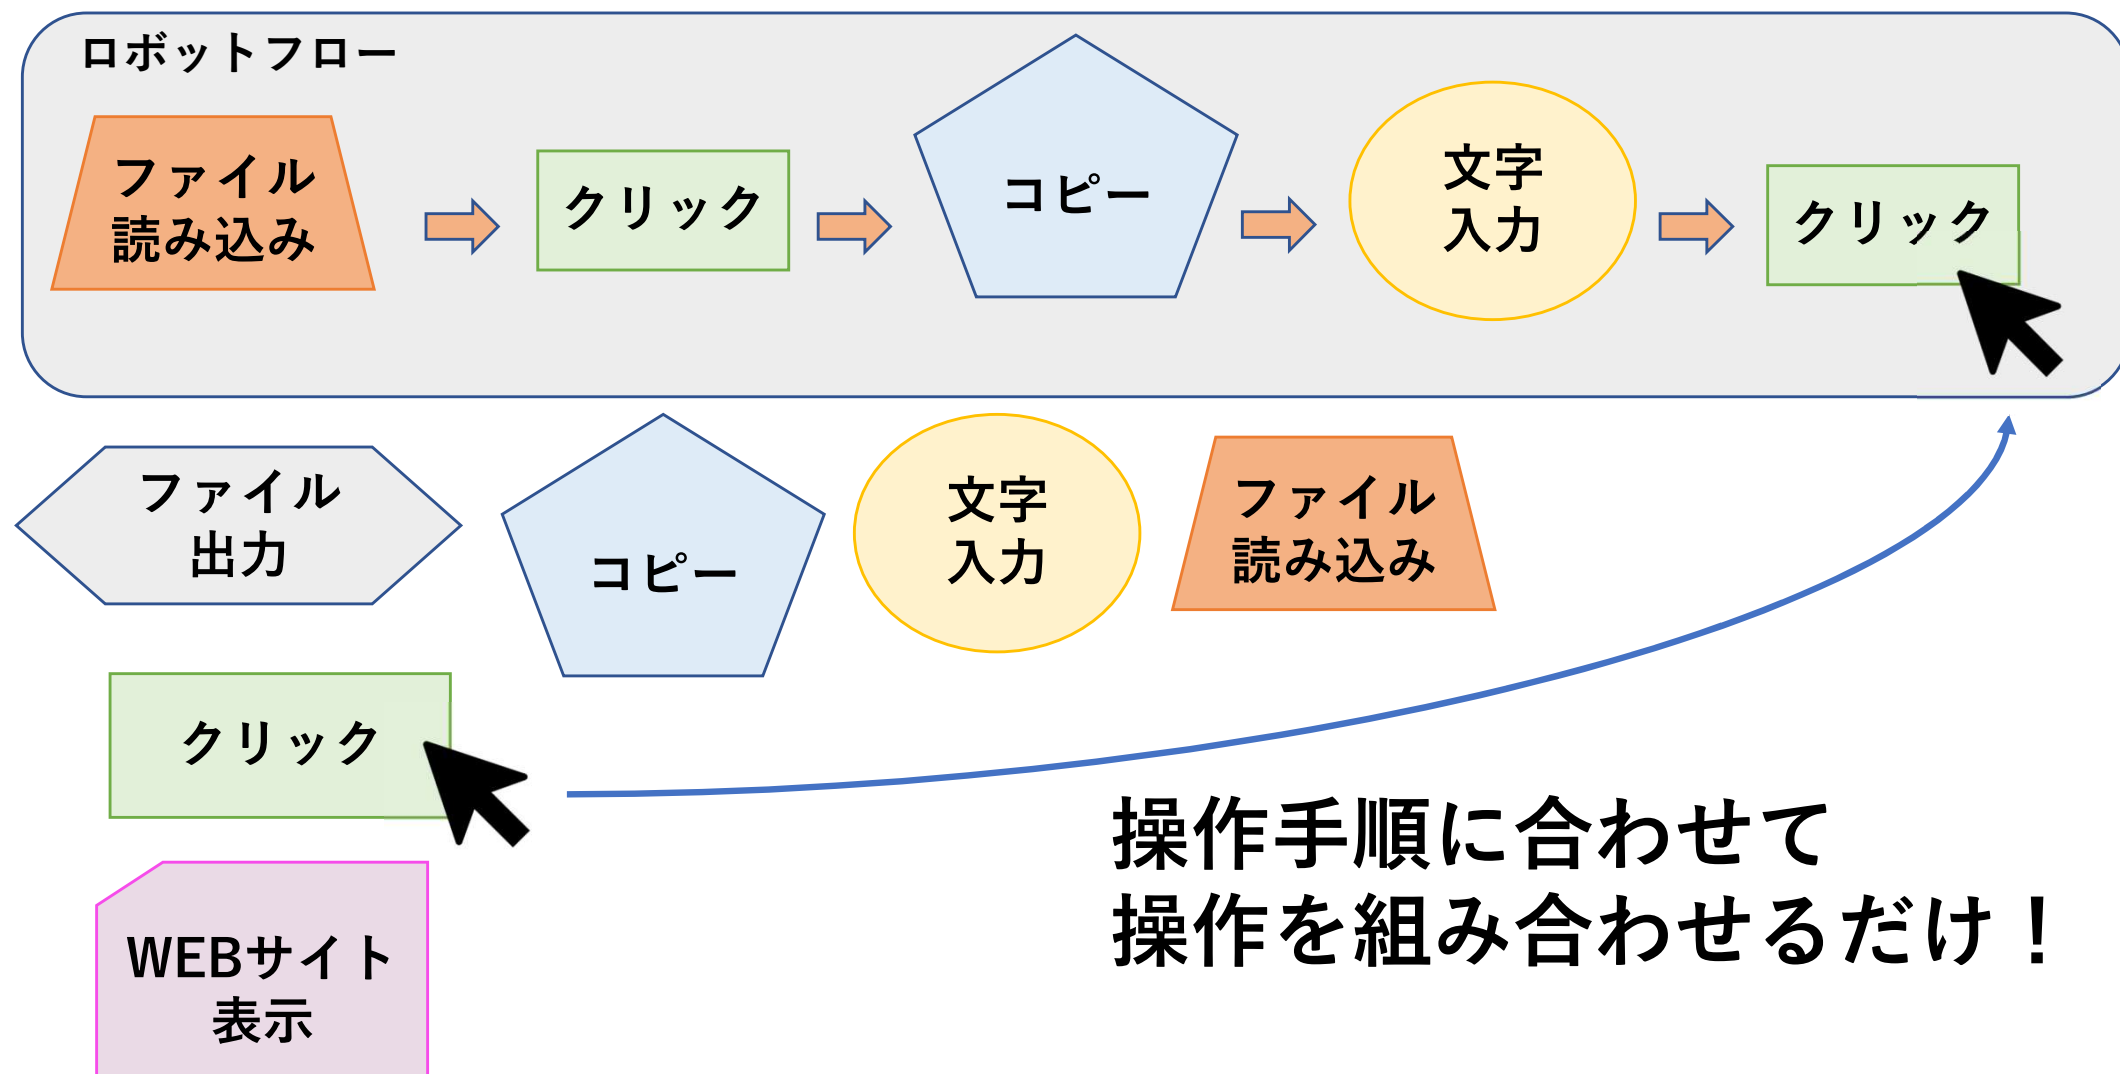 ロボットフロー
ファイル
読み込み
クリック
コピー
文字
入力
クリック
ファイル
出力
コピー
文字
入力
ファイル
読み込み
クリック
WEBサイト
表示
操作手順に合わせて
操作を組み合わせるだけ！